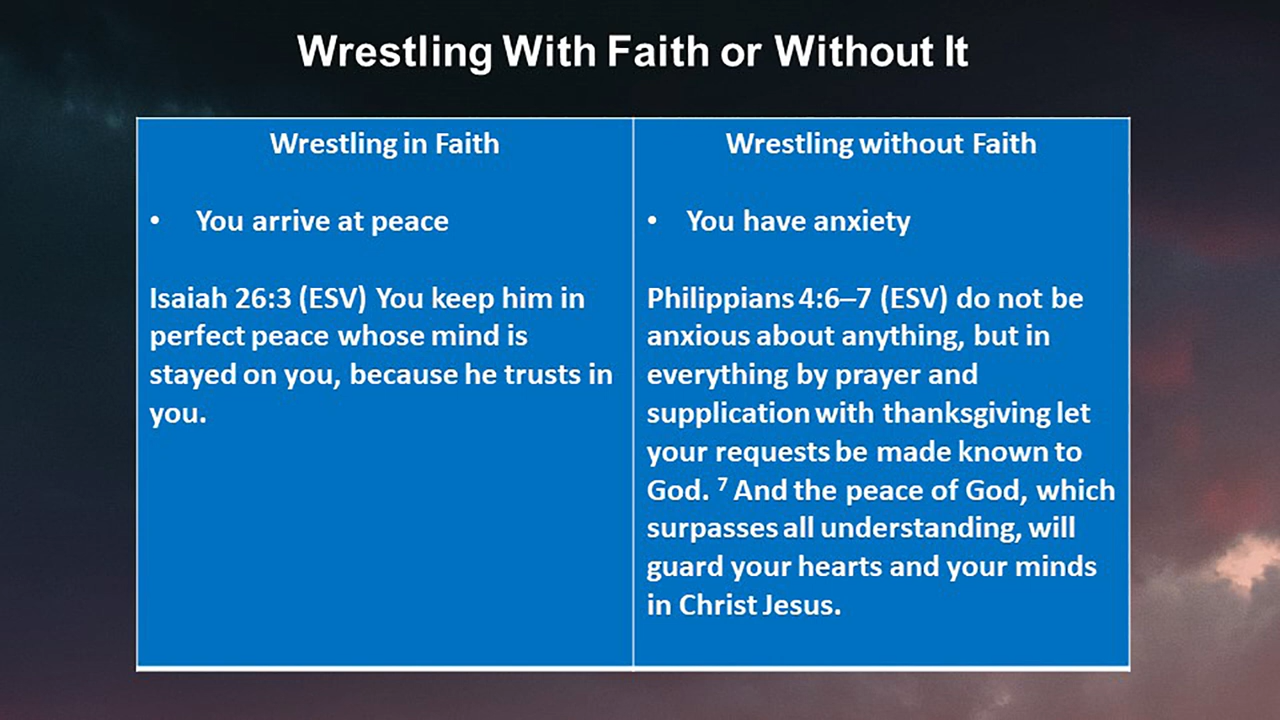 Wrestling With Faith or Without It
Wrestling in Faith
• You arrive at peace
Isaiah 26:3 (ESV) You keep him in
perfect peace whose mind is
stayed on you, because he trusts in
you.
Wrestling without Faith
• You have anxiety
Philippians 4:6–7 (ESV) do not be
anxious about anything, but in
everything by prayer and
supplication with thanksgiving let
your requests be made known to
God. ⁷ And the peace of God, which
surpasses all understanding, will
guard your hearts and your minds
in Christ Jesus.